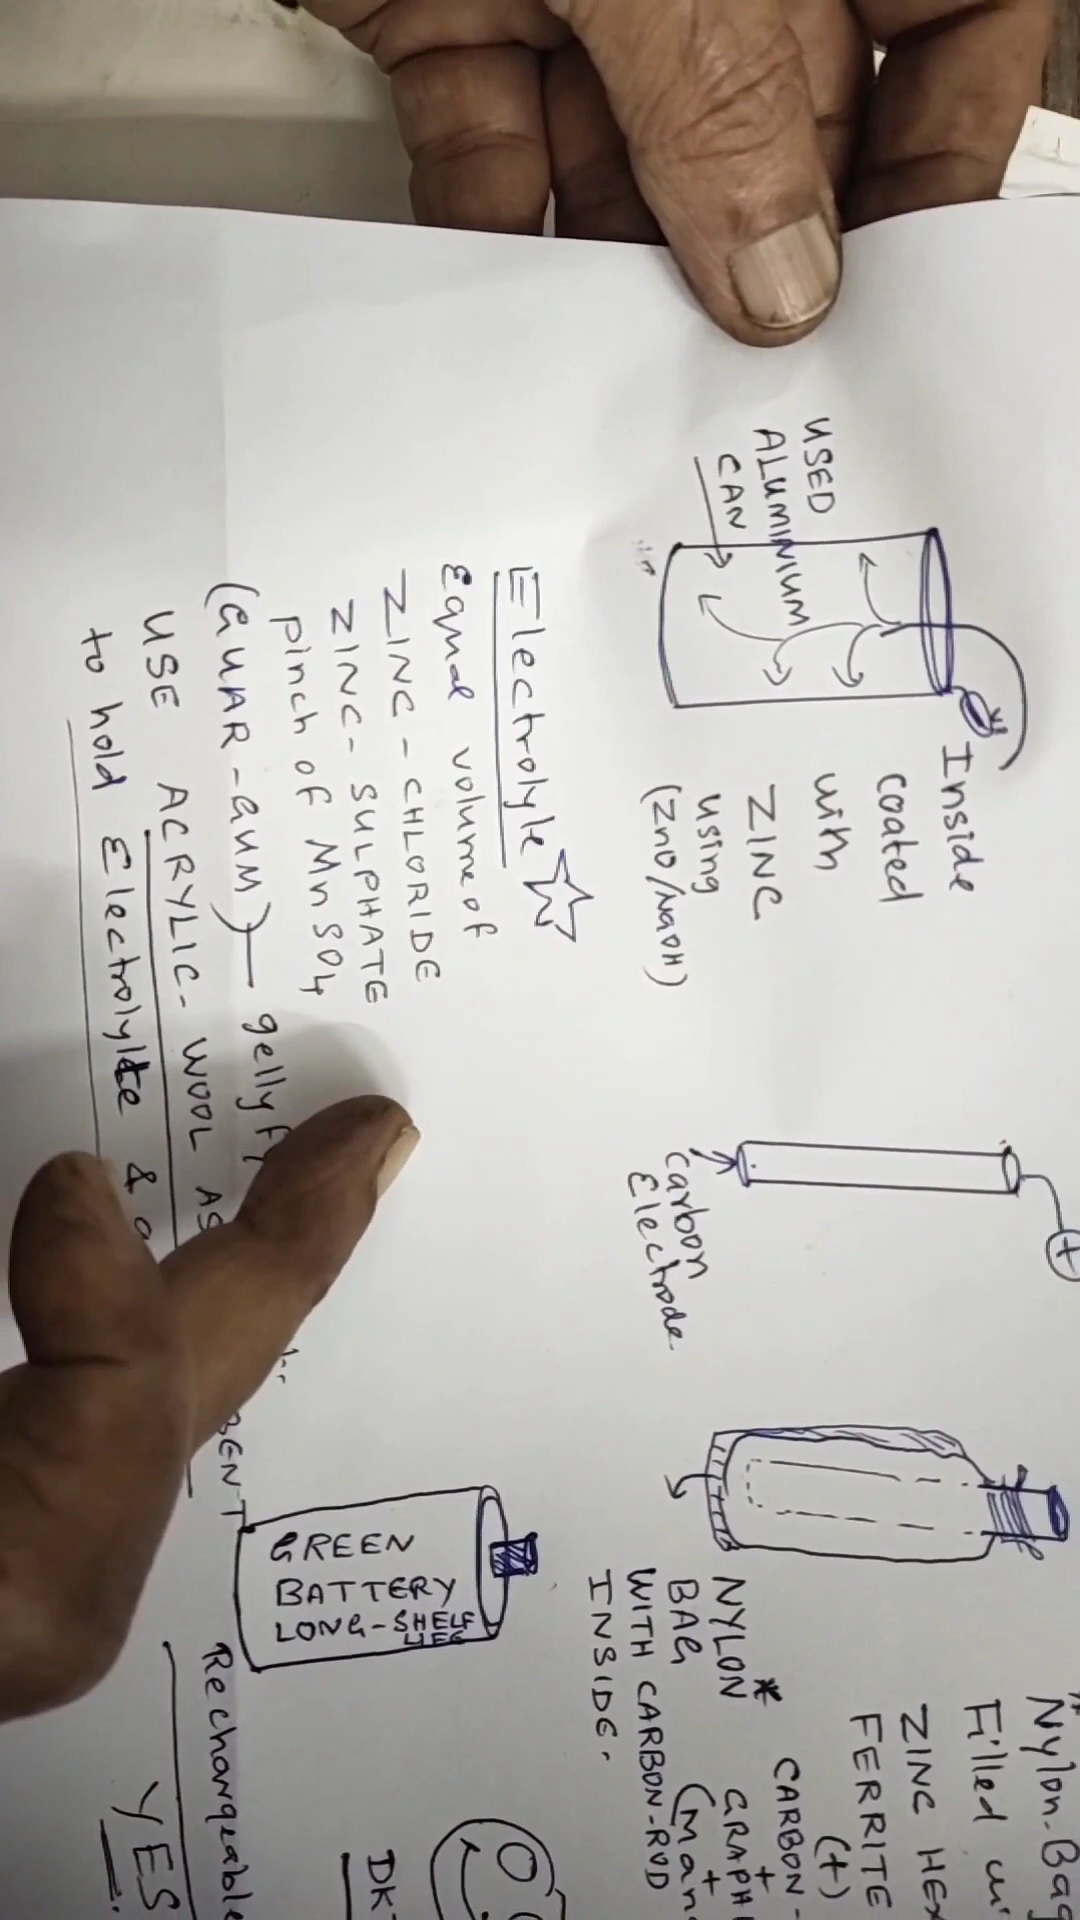 USED
ALUMINIUM
CAN
Inside
coated
with
ZINC
using
(ZnO/NaOH)
Carbon
Electrode
+
NYLON *
BAG
WITH CARBON-ROD
INSIDE.
Nylon-Bag
Filled
ZINC HEX
FERRITE
(+)
CARBON-
+
GRAPH
+
Electrolyte
Equal volume of
ZINC-CHLORIDE
ZINC-SULPHATE
pinch of MnSO4
(GUAR-GUM)
USE ACRYLIC-WOOL AS
to hold Electrolyte &
GREEN
BATTERY
LONG-SHELF
LIFE
Rechargeable
YES